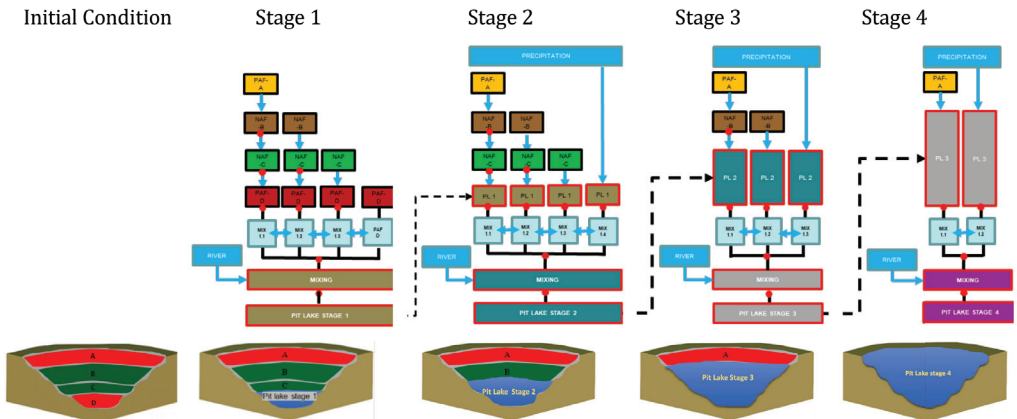 Initial Condition
Stage 1
Stage 2
Stage 3
Stage 4
PAF-
A
NAF
-B
NAF
-B
NAF
-C
NAF
-C
NAF
-C
PAF-
D
PAF-
D
PAF-
D
PAF-
D
MIX
1.1
MIX
1.2
MIX
1.3
PAF
D
RIVER
MIXING
PIT LAKE STAGE 1
PRECIPITATION
PAF-
A
NAF
-B
NAF
-B
NAF
-C
NAF
-C
NAF
-C
PL 1
PL 1
PL 1
PL 1
MIX
1.1
MIX
1.2
MIX
1.3
MIX
1.4
RIVER
MIXING
PIT LAKE STAGE 2
PRECIPITATION
PAF-
A
NAF
-B
NAF
-B
PL 2
PL 2
PL 2
MIX
1.1
MIX
1.2
MIX
1.3
RIVER
MIXING
PIT LAKE STAGE 3
PRECIPITATION
PAF-
A
PL 3
PL 3
MIX
1.1
MIX
1.2
RIVER
MIXING
PIT LAKE STAGE 4
A
B
C
D
A
B
C
Pit lake stage 1
A
B
Pit Lake Stage 2
A
Pit Lake Stage 3
Pit Lake stage 4